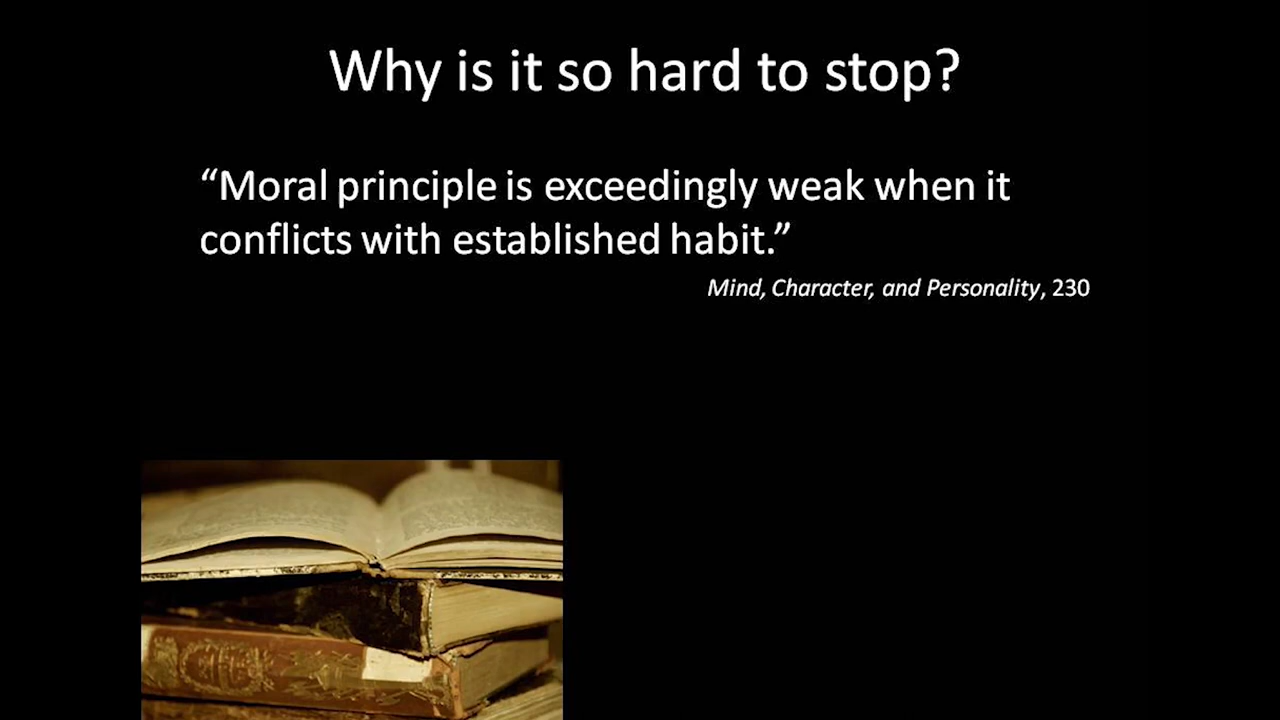 Why is it so hard to stop?
“Moral principle is exceedingly weak when it
conflicts with established habit.”
Mind, Character, and Personality, 230